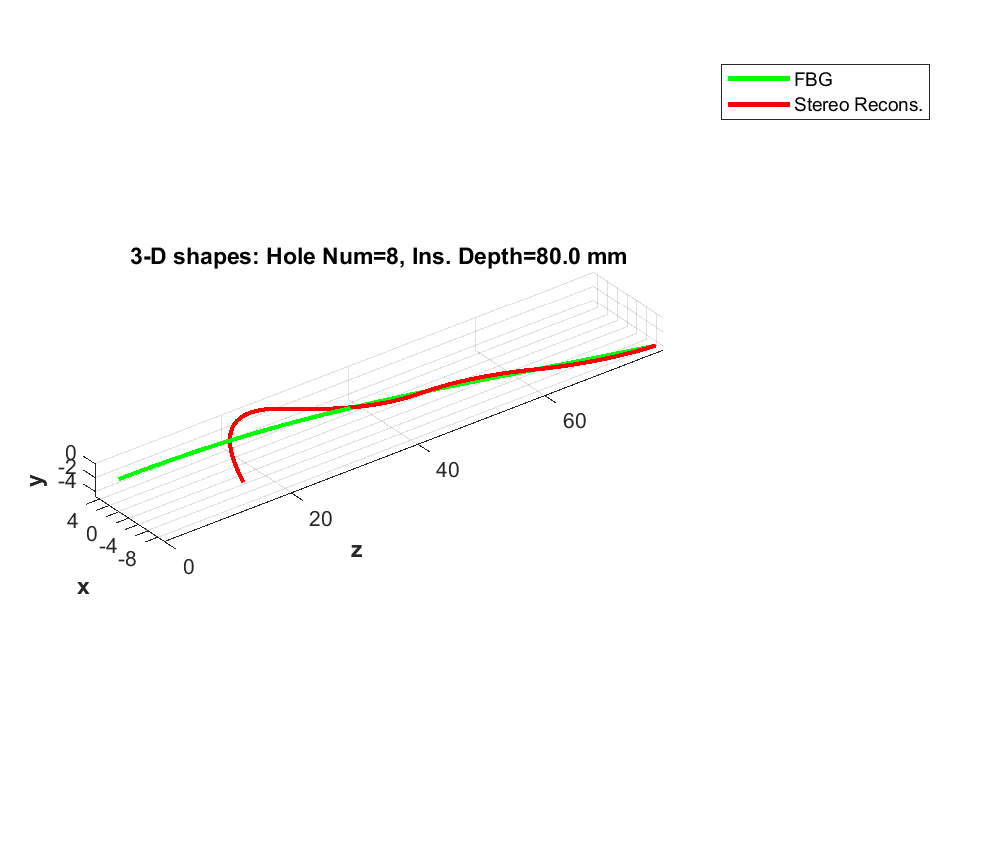 FBG
Stereo Recons.
3-D shapes: Hole Num=8, Ins. Depth=80.0 mm
0
-2
-4
y
4
0
-4
-8
x
0
20
40
60
z